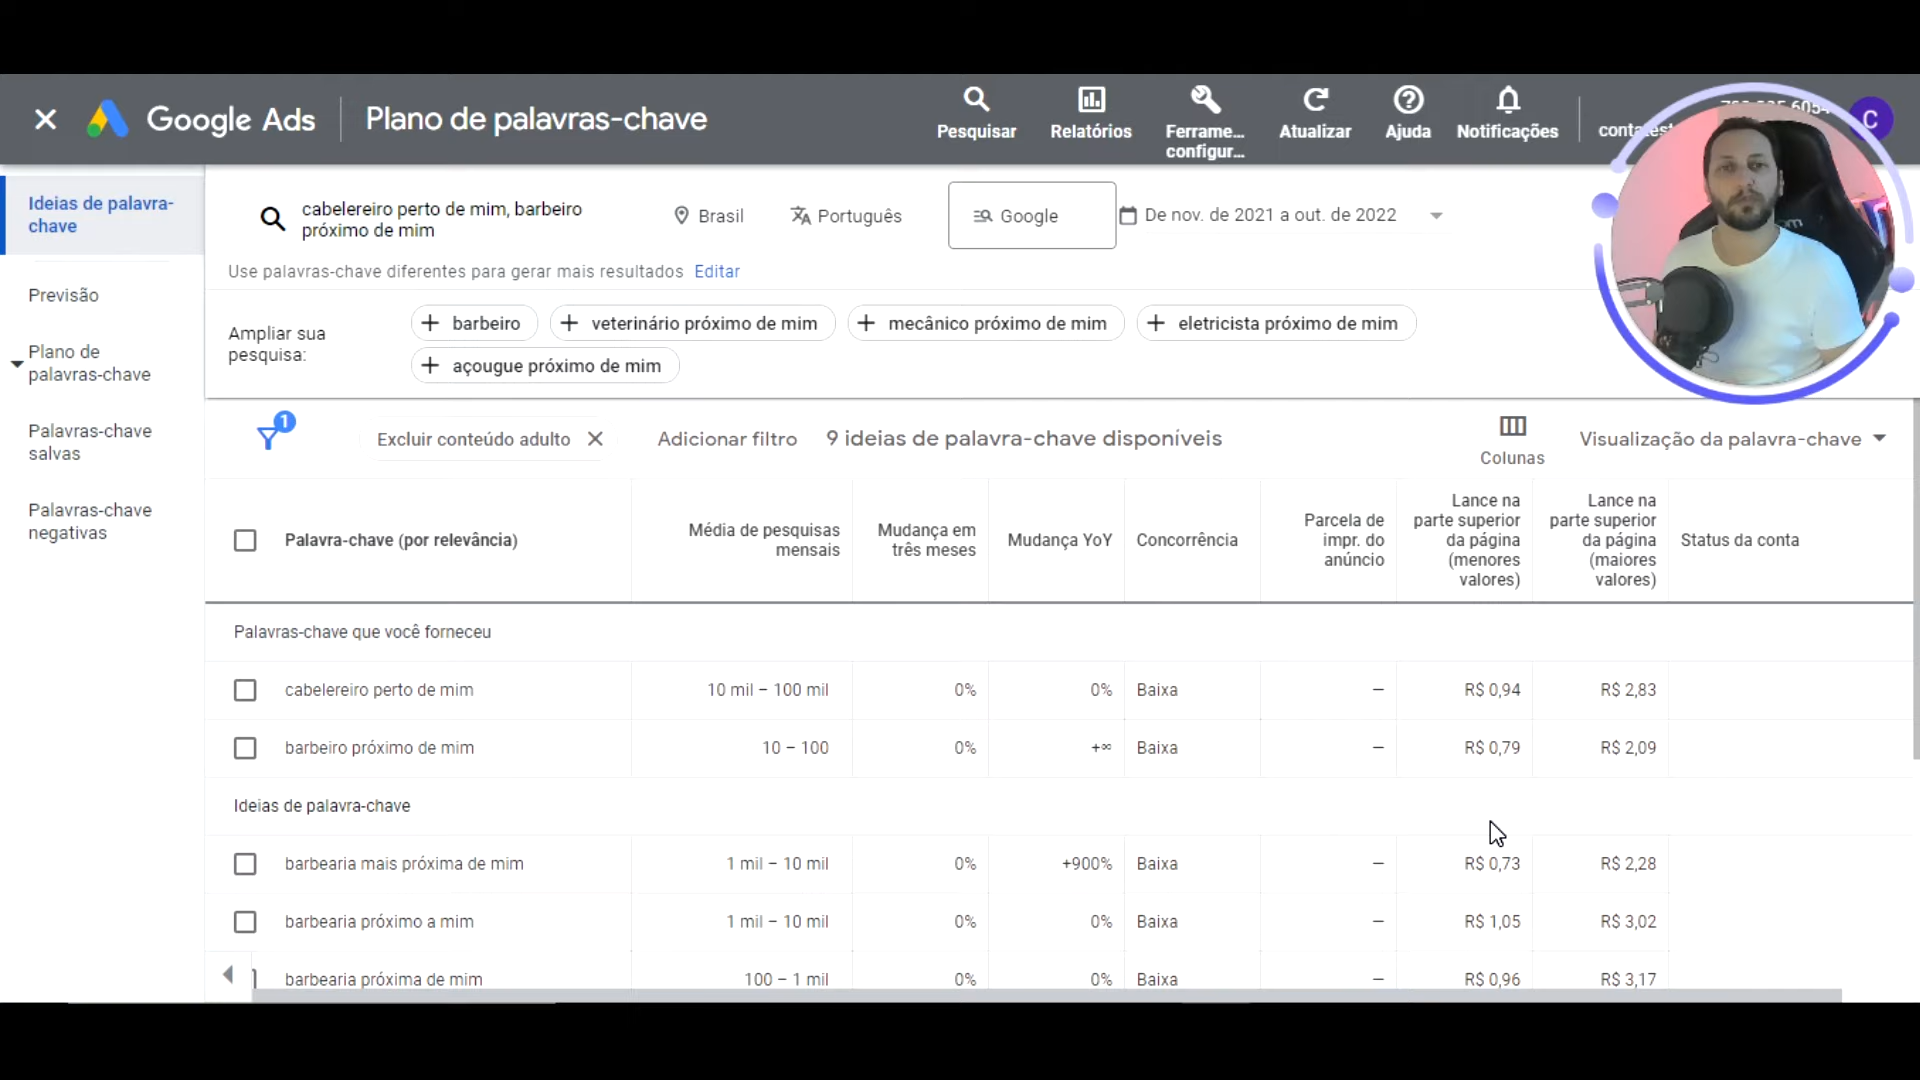 Google Ads
Plano de palavras-chave
Pesquisar
Relatórios
Ferrame...
configur...
Atualizar
Ajuda
Notificações
C
Ideias de palavra-
chave
Previsão
Plano de
palavras-chave
Palavras-chave
salvas
Palavras-chave
negativas
cabelereiro perto de mim, barbeiro
próximo de mim
Brasil
Português
Google
De nov. de 2021 a out. de 2022
Use palavras-chave diferentes para gerar mais resultados Editar
Ampliar sua
pesquisa:
+ barbeiro
+ veterinário próximo de mim
+ mecânico próximo de mim
+ eletricista próximo de mim
+ açougue próximo de mim
1
Excluir conteúdo adulto
Adicionar filtro
9 ideias de palavra-chave disponíveis
Colunas
Visualização da palavra-chave
Palavra-chave (por relevância)
Média de pesquisas
mensais
Mudança em
três meses
Mudança YoY
Concorrência
Parcela de
impr. do
anúncio
Lance na
parte superior
da página
(menores
valores)
Lance na
parte superior
da página
(maiores
valores)
Status da conta
Palavras-chave que você forneceu
cabelereiro perto de mim 10 mil – 100 mil 0% 0% Baixa – R$ 0,94 R$ 2,83
barbeiro próximo de mim 10 – 100 0% +∞ Baixa – R$ 0,79 R$ 2,09
Ideias de palavra-chave
barbearia mais próxima de mim 1 mil – 10 mil 0% +900% Baixa – R$ 0,73 R$ 2,28
barbearia próximo a mim 1 mil – 10 mil 0% 0% Baixa – R$ 1,05 R$ 3,02
barbearia próxima de mim 100 – 1 mil 0% 0% Baixa – R$ 0,96 R$ 3,17